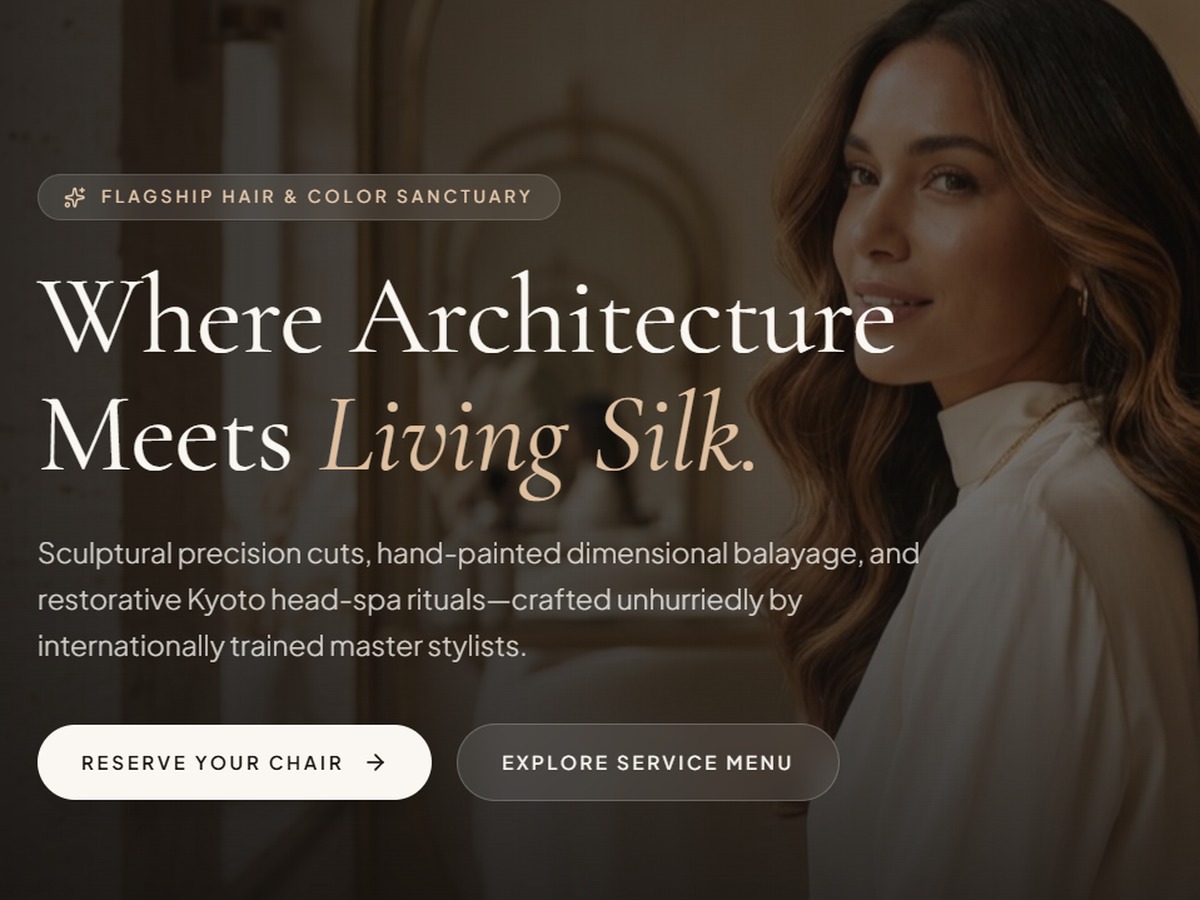 FLAGSHIP HAIR & COLOR SANCTUARY
Where Architecture
Meets Living Silk.
Sculptural precision cuts, hand-painted dimensional balayage, and
restorative Kyoto head-spa rituals—crafted unhurriedly by
internationally trained master stylists.
RESERVE YOUR CHAIR →
EXPLORE SERVICE MENU